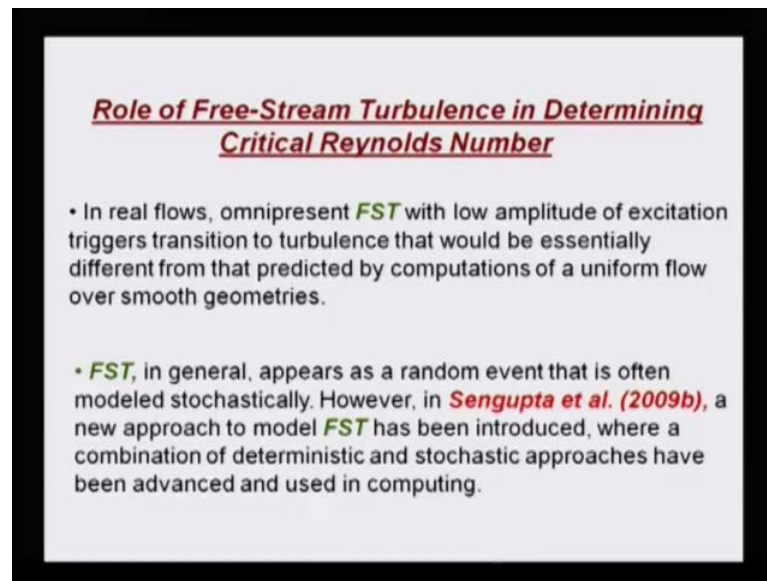 Role of Free-Stream Turbulence in Determining
Critical Reynolds Number
• In real flows, omnipresent FST with low amplitude of excitation
triggers transition to turbulence that would be essentially
different from that predicted by computations of a uniform flow
over smooth geometries.
• FST, in general, appears as a random event that is often
modeled stochastically. However, in Sengupta et al. (2009b), a
new approach to model FST has been introduced, where a
combination of deterministic and stochastic approaches have
been advanced and used in computing.